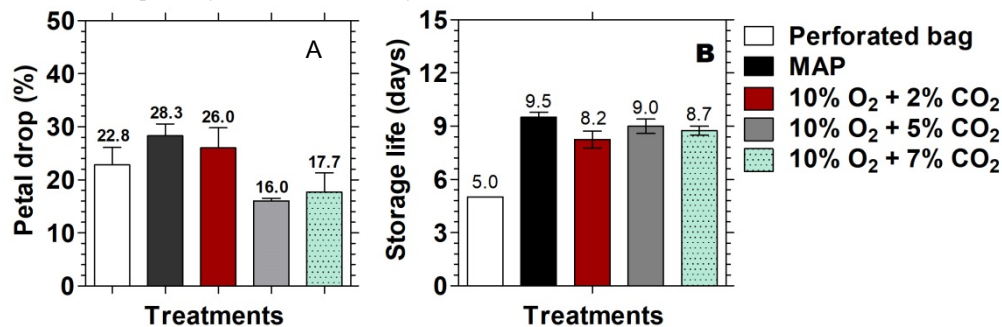 A
Petal drop (%)
50
40
30
20
10
0
22.8
28.3
26.0
16.0
17.7
Treatments
B
Storage life (days)
15
12
9
6
3
0
5.0
9.5
8.2
9.0
8.7
Treatments
Perforated bag
MAP
10% O₂ + 2% CO₂
10% O₂ + 5% CO₂
10% O₂ + 7% CO₂